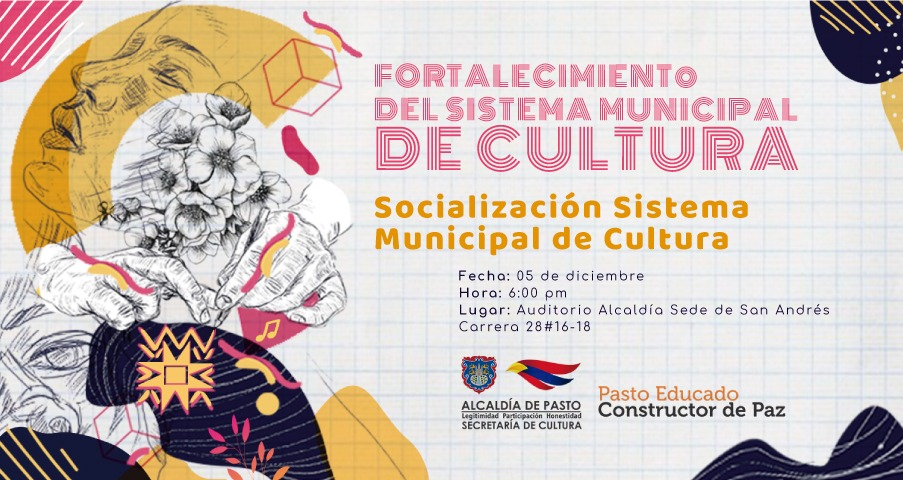 FORTALECIMIENTo
DEL SISTEMA MUNICIPAL
DE CULTURA
Socialización Sistema
Municipal de Cultura
Fecha: 05 de diciembre
Hora: 6:00 pm
Lugar: Auditorio Alcaldía Sede de San Andrés
Carrera 28#16-18
ALCALDÍA DE PASTO
Legitimidad Participación Honestidad
SECRETARÍA DE CULTURA
Pasto Educado
Constructor de Paz